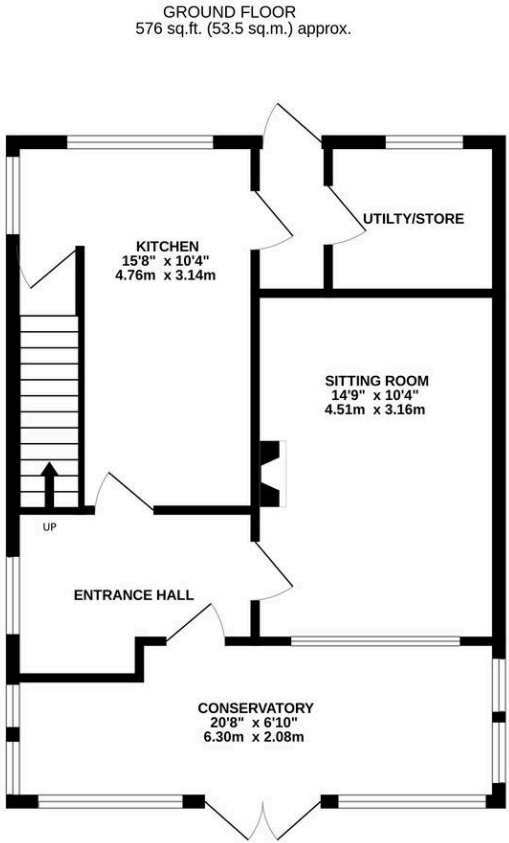 GROUND FLOOR
576 sq.ft. (53.5 sq.m.) approx.
UTILTY/STORE
KITCHEN
15'8" x 10'4"
4.76m x 3.14m
SITTING ROOM
14'9" x 10'4"
4.51m x 3.16m
UP
ENTRANCE HALL
CONSERVATORY
20'8" x 6'10"
6.30m x 2.08m